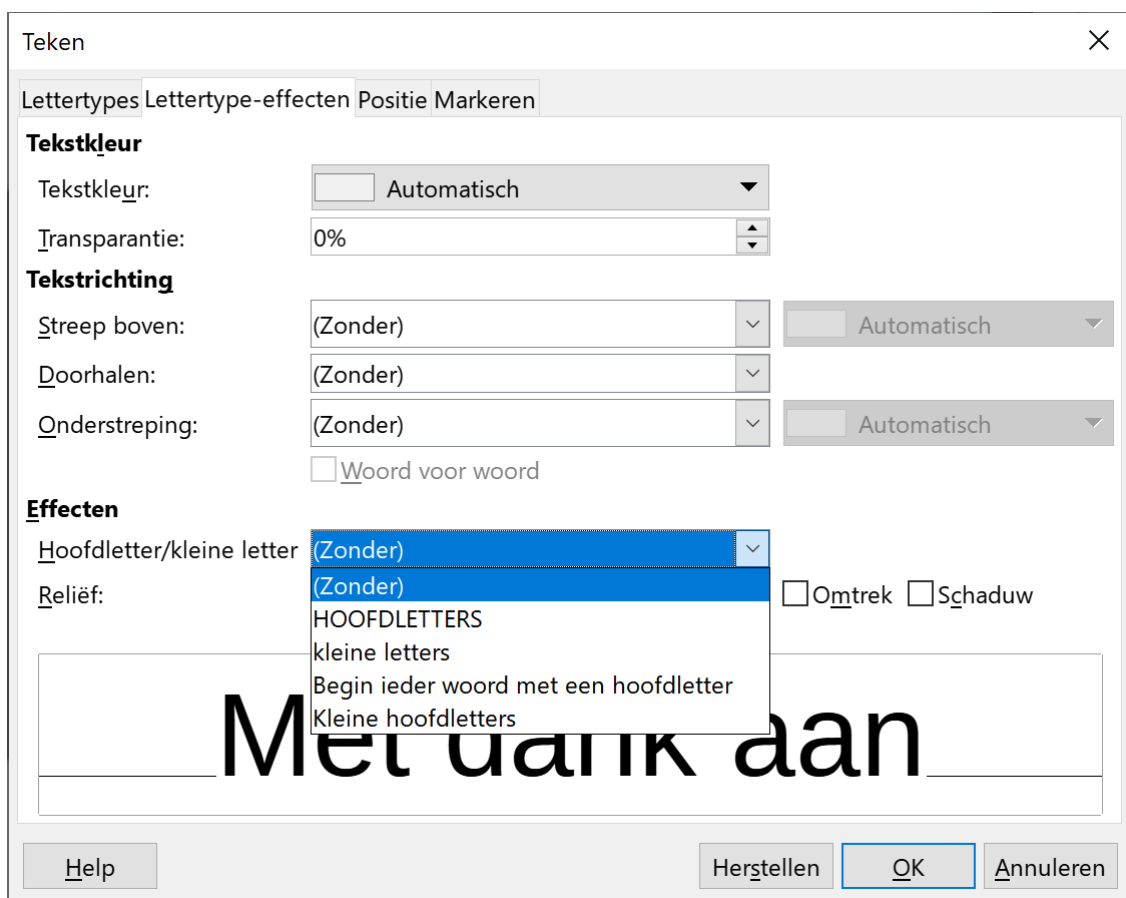 Teken
Lettertypes Lettertype-effecten Positie Markeren
Tekstkleur
Tekstkleur: Automatisch
Transparantie: 0%
Tekstrichting
Streep boven: (Zonder) Automatisch
Doorhalen: (Zonder)
Onderstreping: (Zonder) Automatisch
Woord voor woord
Effecten
Hoofdletter/kleine letter (Zonder)
(Zonder)
Reliëf: Omtrek Schaduw
HOOFDLETTERS
kleine letters
Begin ieder woord met een hoofdletter
Kleine hoofdletters
Met dank aan
Help Herstellen OK Annuleren